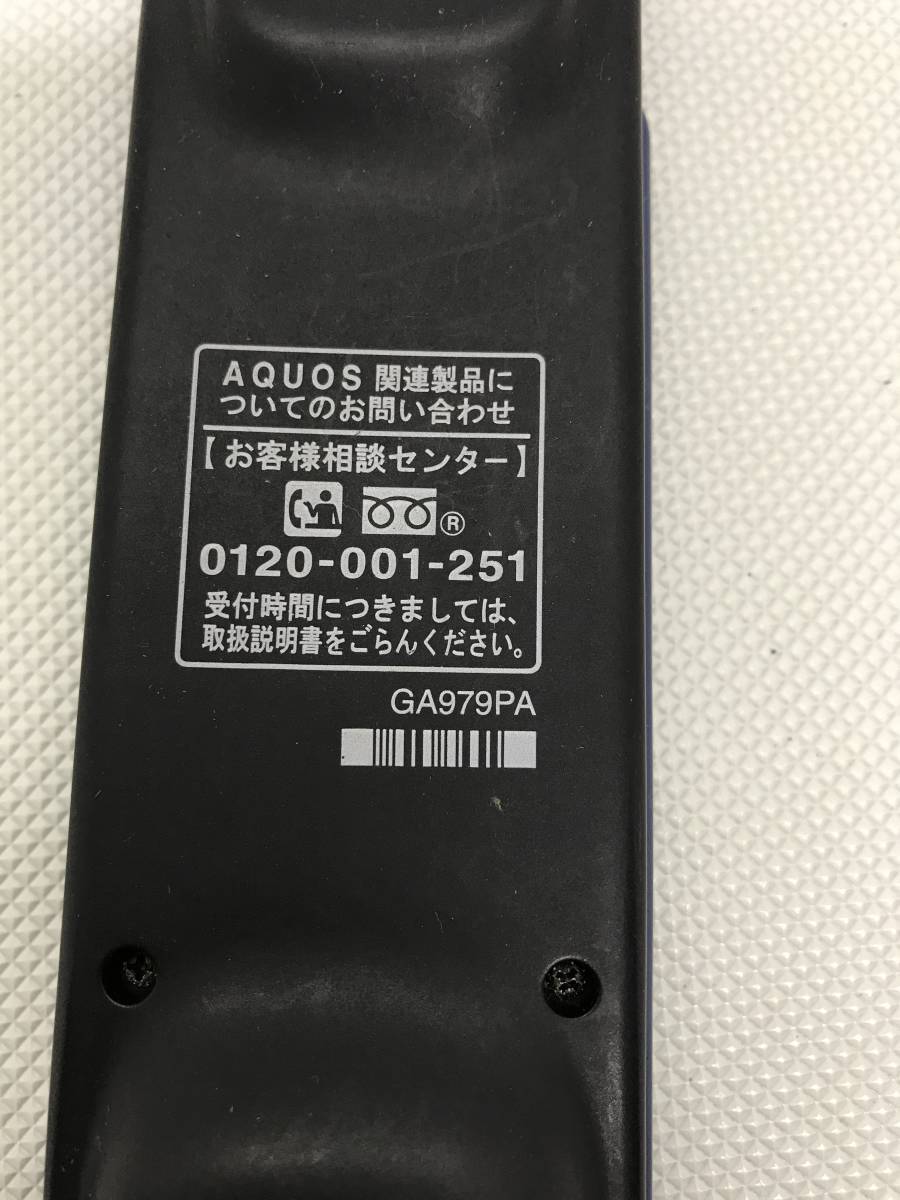 AQUOS 関連製品に
ついてのお問い合わせ
【お客様相談センター】
®
0120-001-251
受付時間につきましては、
取扱説明書をごらんください。
GA979PA